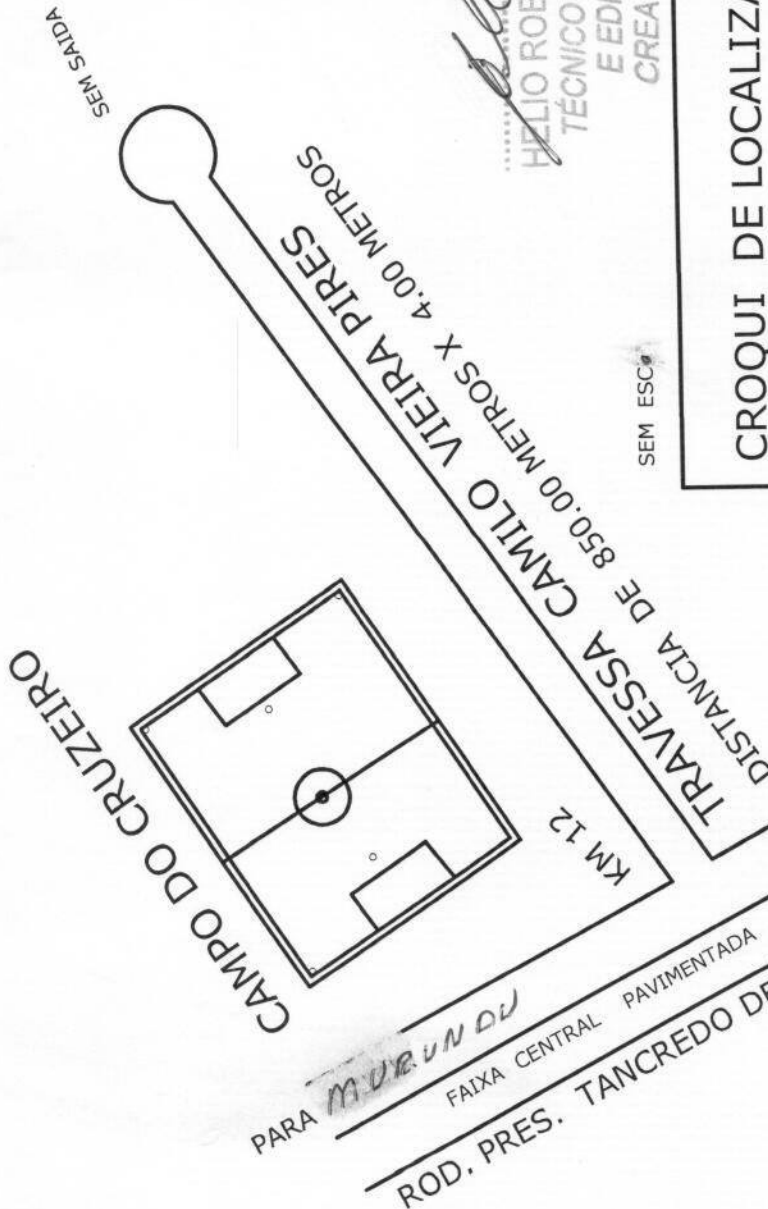 SEM SAIDA
CAMPO DO CRUZEIRO
TRAVESSA CAMILO VIEIRA PIRES
DISTANCIA DE 850.00 METROS X 4.00 METROS
KM 12
PARA MURUNDU
FAIXA CENTRAL PAVIMENTADA
ROD. PRES. TANCREDO DE
SEM ESC
HELIO ROB
TÉCNICO
E EDI
CREA
CROQUI DE LOCALIZA